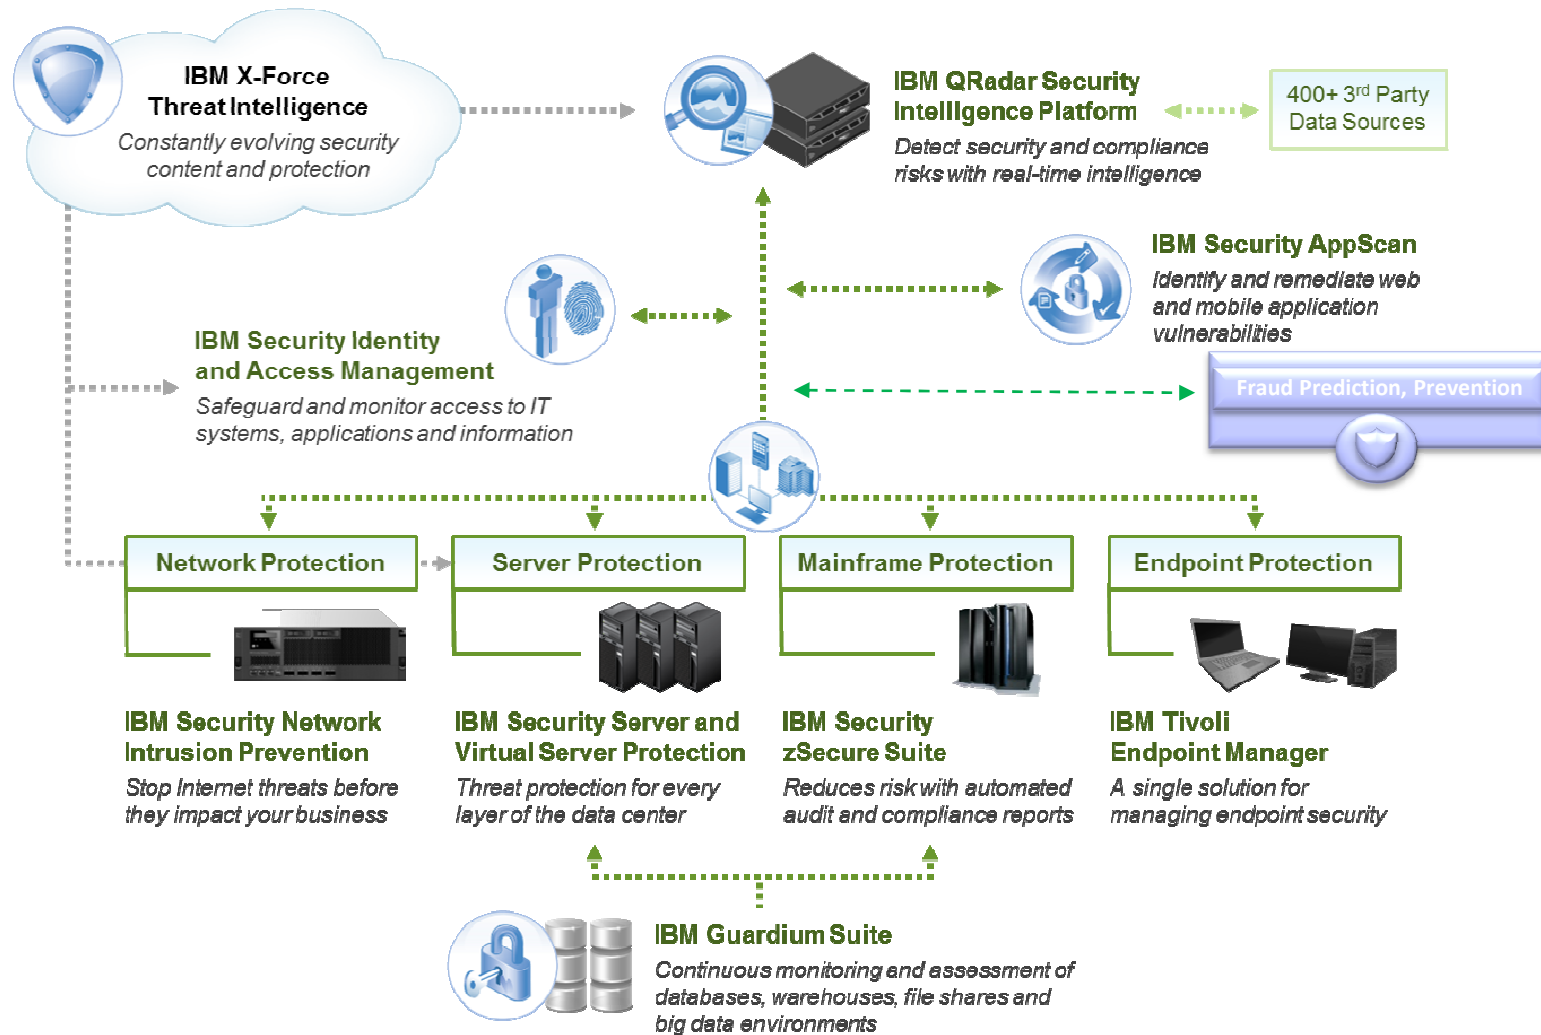 IBM X-Force
Threat Intelligence
Constantly evolving security
content and protection
IBM QRadar Security
Intelligence Platform
Detect security and compliance
risks with real-time intelligence
400+ 3rd Party
Data Sources
IBM Security AppScan
Identify and remediate web
and mobile application
vulnerabilities
IBM Security Identity
and Access Management
Safeguard and monitor access to IT
systems, applications and information
Fraud Prediction, Prevention
Network Protection
Server Protection
Mainframe Protection
Endpoint Protection
IBM Security Network
Intrusion Prevention
Stop Internet threats before
they impact your business
IBM Security Server and
Virtual Server Protection
Threat protection for every
layer of the data center
IBM Security
zSecure Suite
Reduces risk with automated
audit and compliance reports
IBM Tivoli
Endpoint Manager
A single solution for
managing endpoint security
IBM Guardium Suite
Continuous monitoring and assessment of
databases, warehouses, file shares and
big data environments